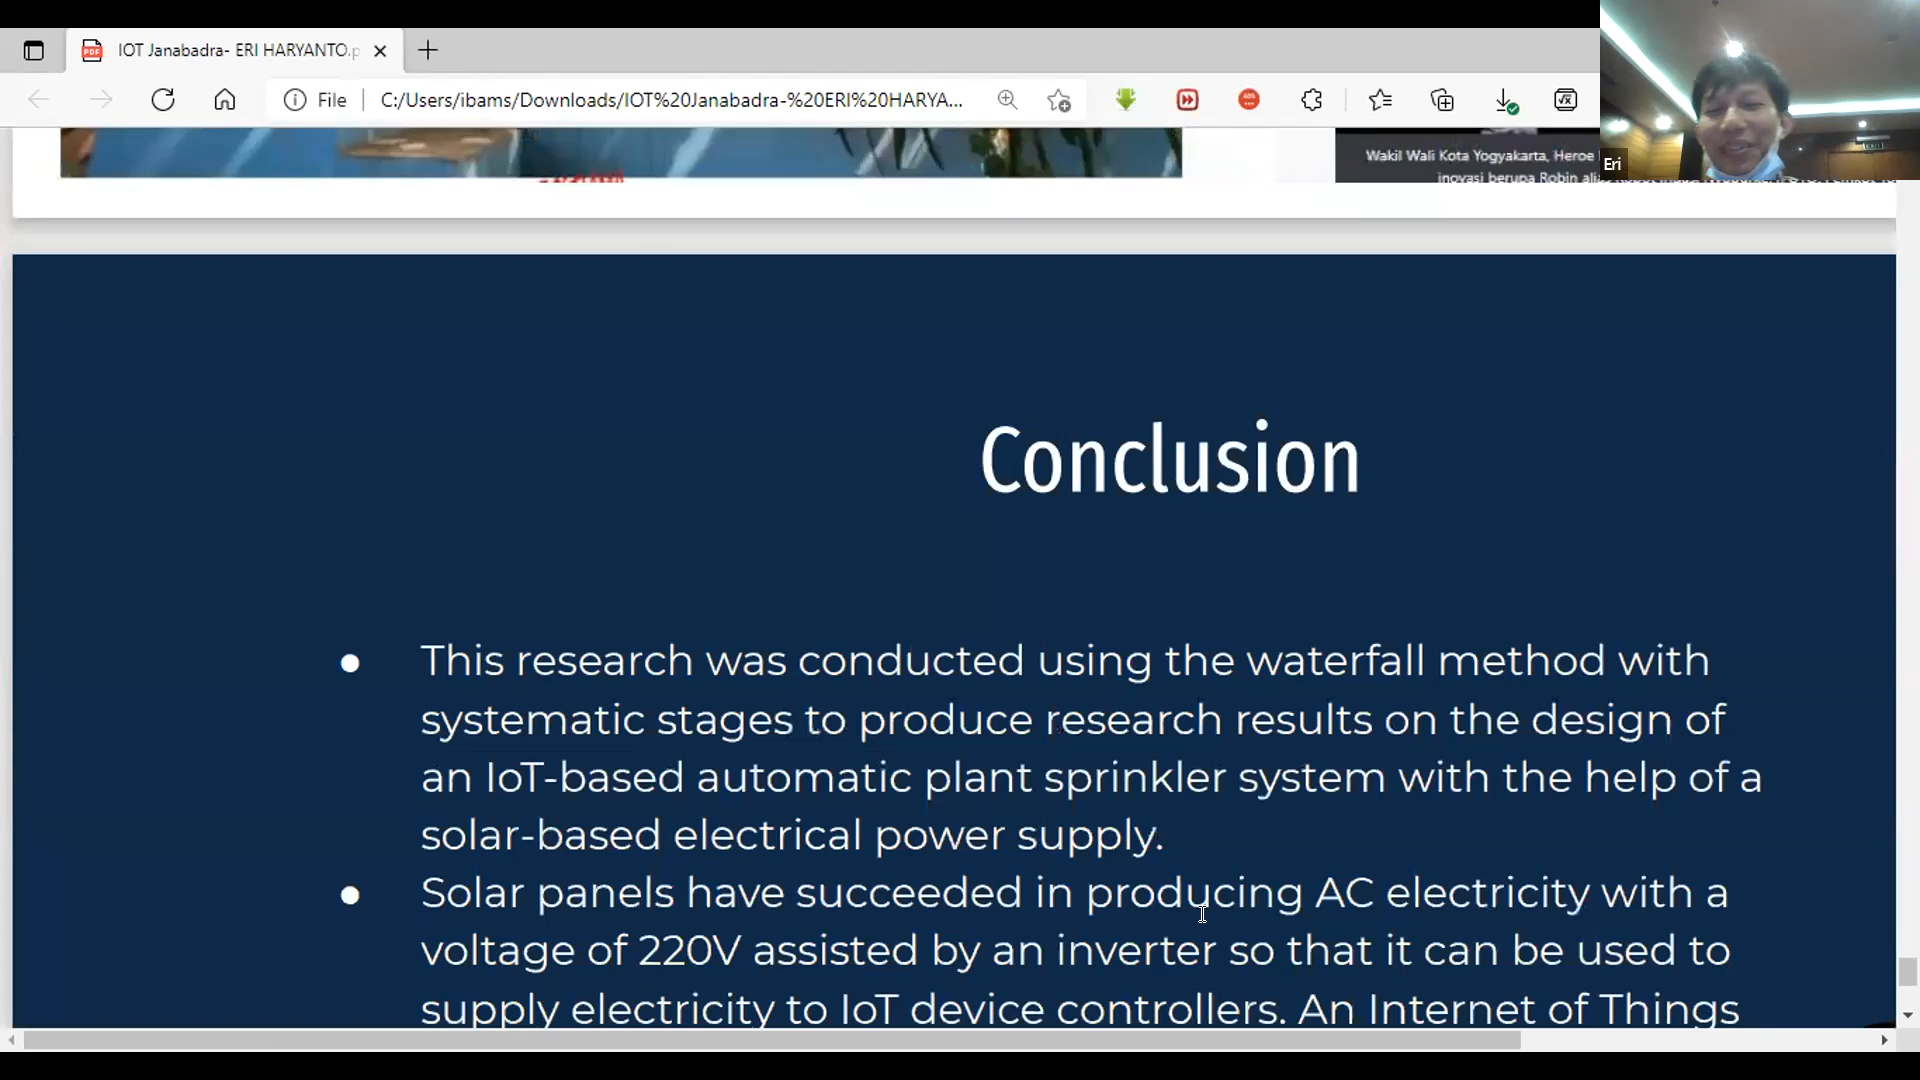 IOT Janabadra- ERI HARYANTO.p
File
C:/Users/ibams/Downloads/IOT%20Janabadra-%20ERI%20HARYA...
Wakil Wali Kota Yogyakarta, Heroe
inovasi berupa Robin alia
Eri
Conclusion
● This research was conducted using the waterfall method with
systematic stages to produce research results on the design of
an IoT-based automatic plant sprinkler system with the help of a
solar-based electrical power supply.
● Solar panels have succeeded in producing AC electricity with a
voltage of 220V assisted by an inverter so that it can be used to
supply electricity to IoT device controllers. An Internet of Things